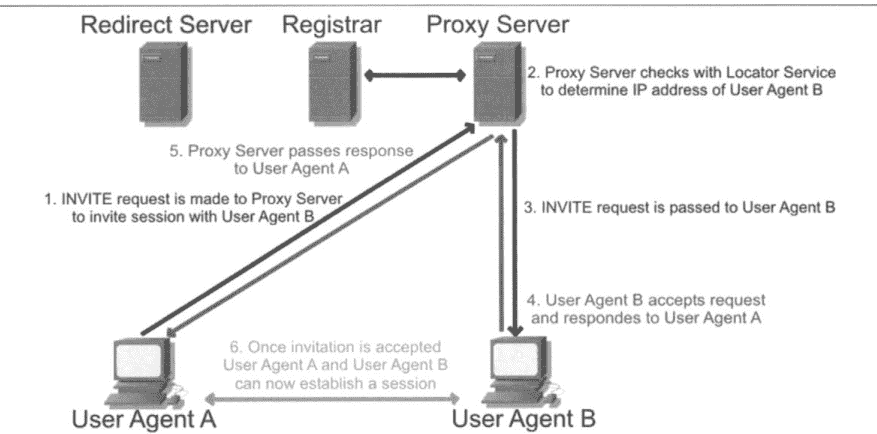 Redirect Server
Registrar
Proxy Server
2. Proxy Server checks with Locator Service
to determine IP address of User Agent B
5. Proxy Server passes response
to User Agent A
1. INVITE request is made to Proxy Server
to invite session with User Agent B
3. INVITE request is passed to User Agent B
4. User Agent B accepts request
and respondes to User Agent A
6. Once invitation is accepted
User Agent A and User Agent B
can now establish a session
User Agent A
User Agent B